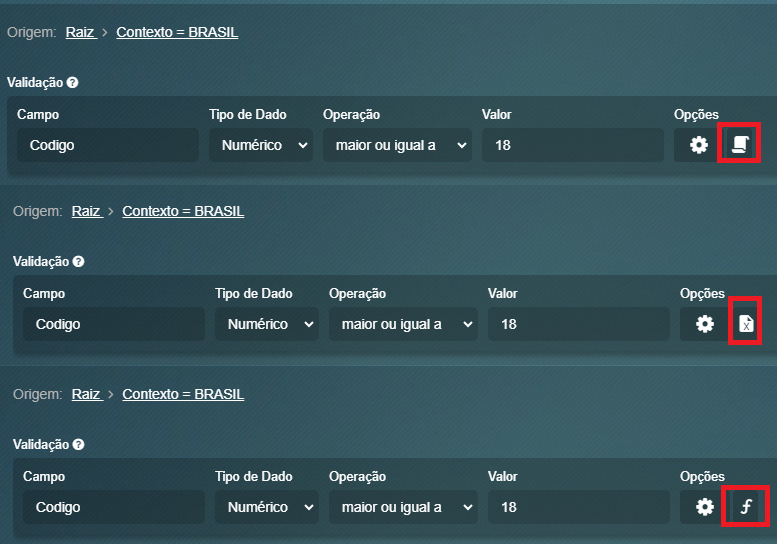 Origem: Raiz > Contexto = BRASIL
Validação ?
Campo Tipo de Dado Operação Valor Opções
Codigo Numérico maior ou igual a 18
Origem: Raiz > Contexto = BRASIL
Validação ?
Campo Tipo de Dado Operação Valor Opções
Codigo Numérico maior ou igual a 18 X
Origem: Raiz > Contexto = BRASIL
Validação ?
Campo Tipo de Dado Operação Valor Opções
Codigo Numérico maior ou igual a 18 f